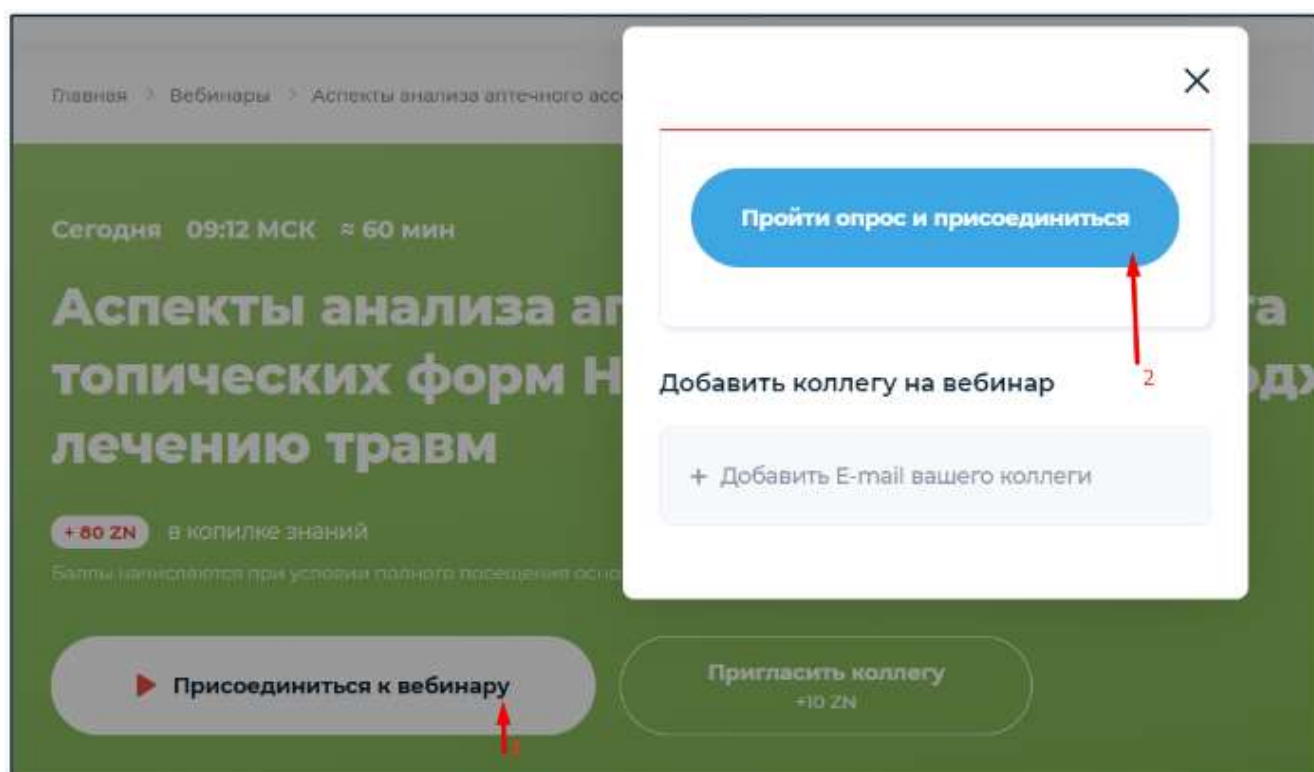 Главная > Вебинары > Аспекты анализа аптечного асс
Сегодня 09:12 МСК ≈ 60 мин
Аспекты анализа ап та
топических форм Н одх
лечению травм
+80 ZN в копилке знаний
Баллы начисляются при условии полного посещения осно
Присоединиться к вебинару
1
Пригласить коллегу
+10 ZN
Пройти опрос и присоединиться
2
Добавить коллегу на вебинар
+ Добавить E-mail вашего коллеги